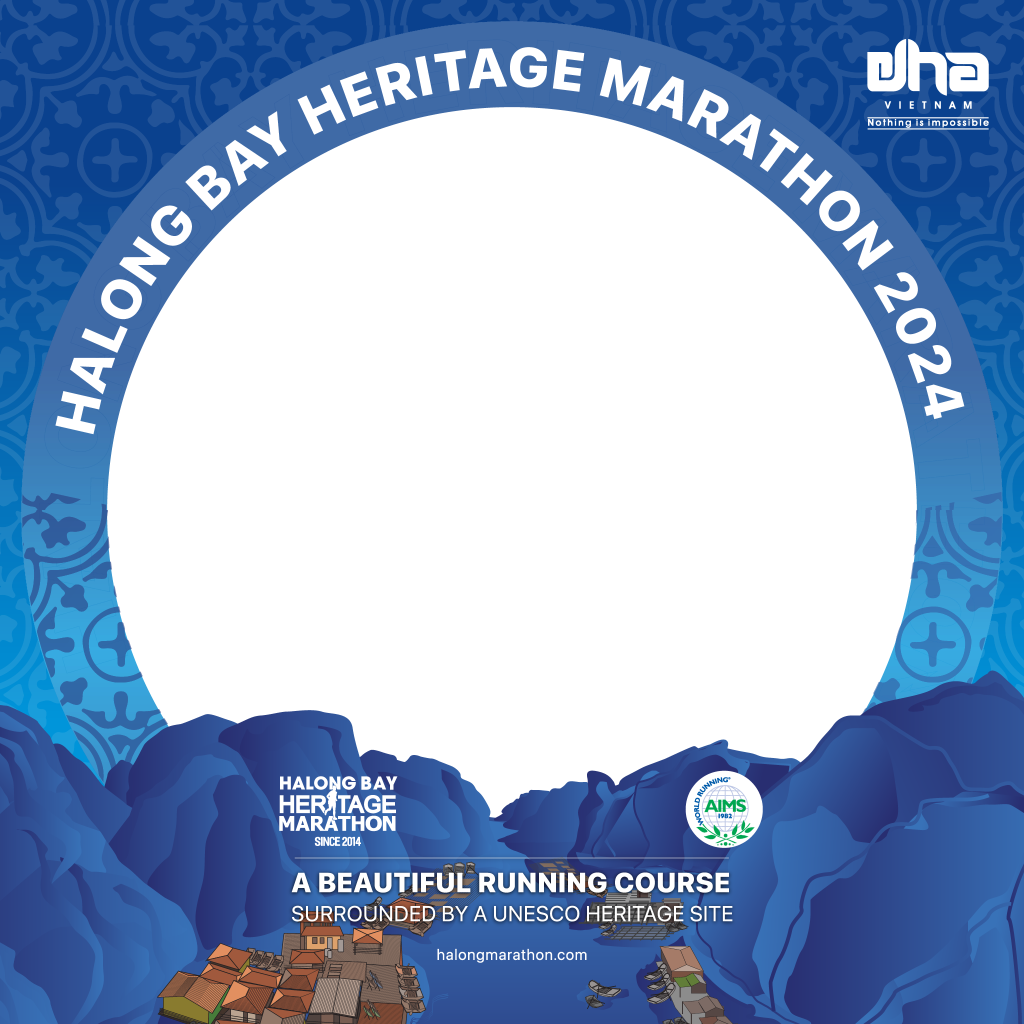 HALONG BAY HERITAGE MARATHON 2024
DHA
VIETNAM
Nothing is impossible
HALONG BAY
HERITAGE
MARATHON
SINCE 2014
WORLD RUNNING
AIMS
1982
A BEAUTIFUL RUNNING COURSE
SURROUNDED BY A UNESCO HERITAGE SITE
halongmarathon.com